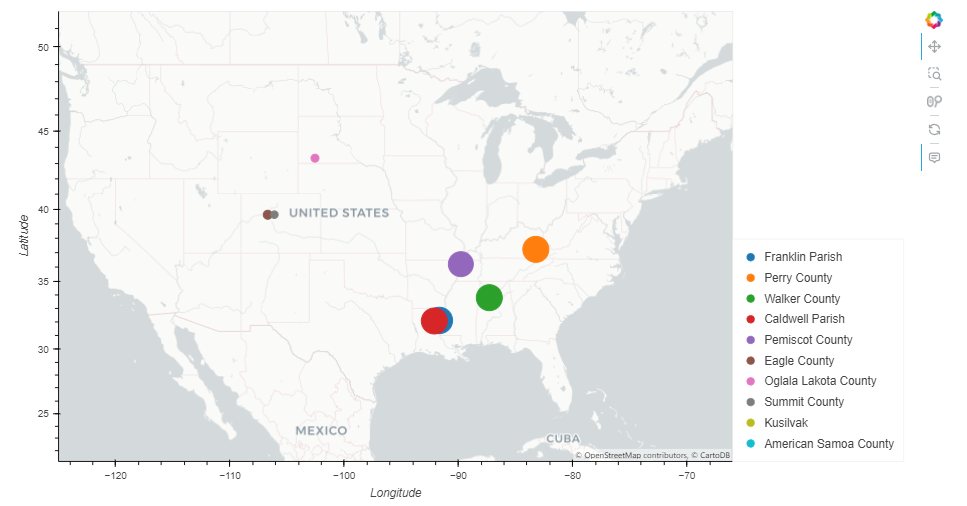 50
45
40
35
30
25
Latitude
−120
−110
−100
−90
−80
−70
Longitude
UNITED STATES
MEXICO
CUBA
© OpenStreetMap contributors, © CartoDB
Franklin Parish
Perry County
Walker County
Caldwell Parish
Pemiscot County
Eagle County
Oglala Lakota County
Summit County
Kusilvak
American Samoa County